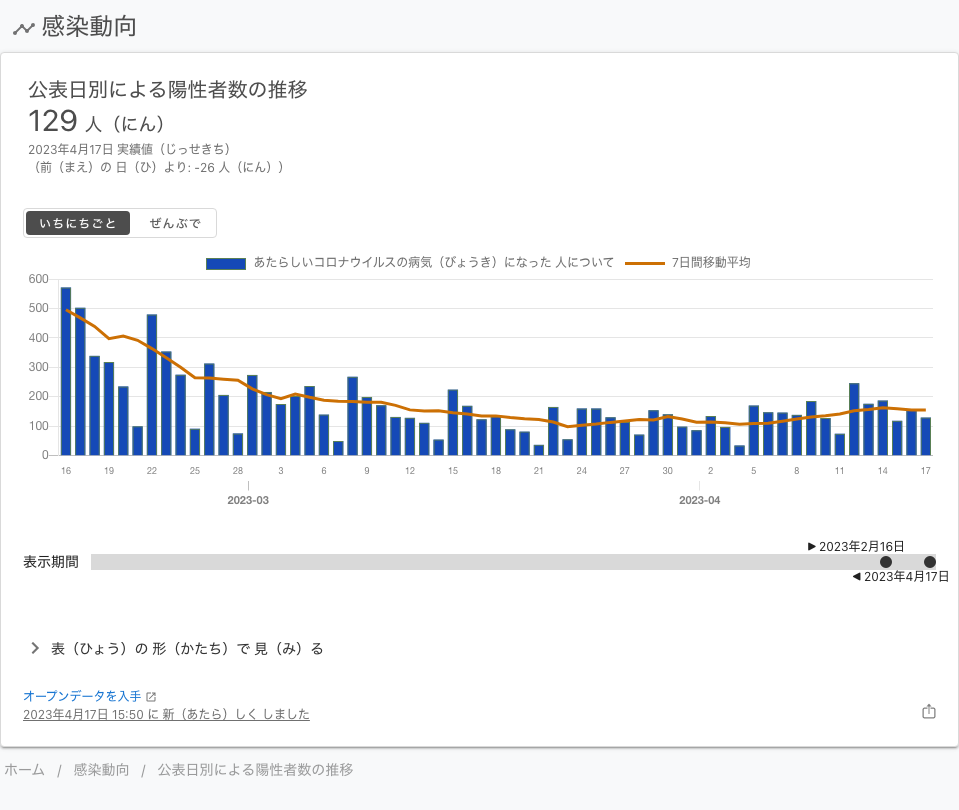 感染動向
公表日別による陽性者数の推移
129 人（にん）
2023年4月17日 実績値（じっせきち）
（前（まえ）の 日（ひ）より: -26 人（にん））
いちにちごと ぜんぶで
あたらしいコロナウイルスの病気（びょうき）になった 人について 7日間移動平均
600
500
400
300
200
100
0
16 19 22 25 28 3 6 9 12 15 18 21 24 27 30 2 5 8 11 14 17
2023-03 2023-04
▶ 2023年2月16日
表示期間
◀ 2023年4月17日
表（ひょう）の 形（かたち）で 見（み）る
オープンデータを入手
2023年4月17日 15:50 に 新（あたら）しく しました
ホーム / 感染動向 / 公表日別による陽性者数の推移